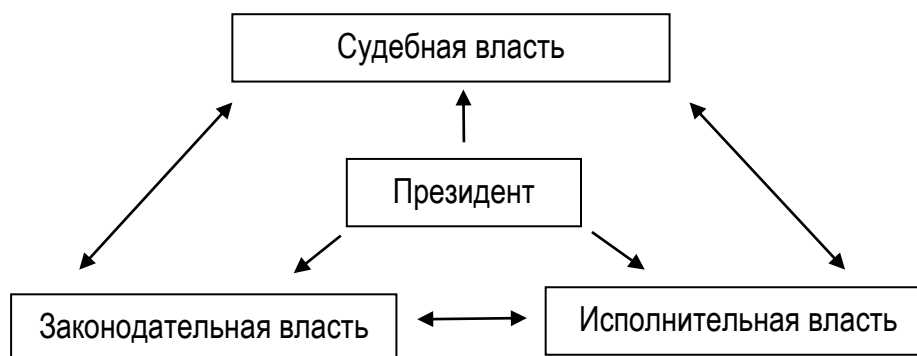 Судебная власть
Президент
Законодательная власть
Исполнительная власть